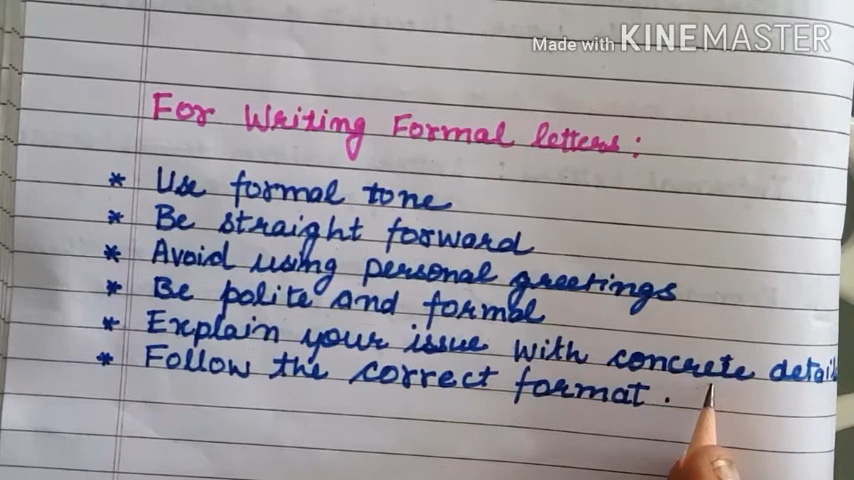 Made with KINEMASTER
For Writing Formal letters:
* Use formal tone
* Be straight forward
* Avoid using personal greetings
* Be polite and formal
* Explain your issue with concrete detail
* Follow the correct format.